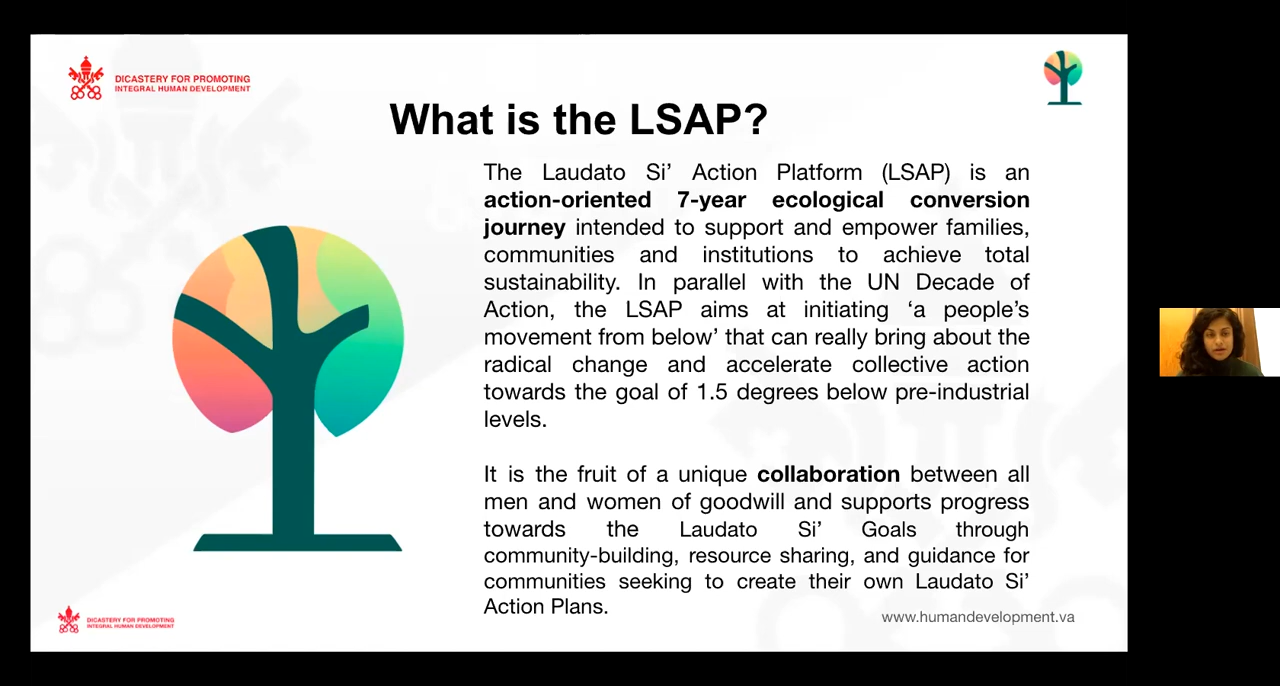 DICASTERY FOR PROMOTING
INTEGRAL HUMAN DEVELOPMENT
What is the LSAP?
The Laudato Si’ Action Platform (LSAP) is an
action-oriented 7-year ecological conversion
journey intended to support and empower families,
communities and institutions to achieve total
sustainability. In parallel with the UN Decade of
Action, the LSAP aims at initiating ‘a people’s
movement from below’ that can really bring about the
radical change and accelerate collective action
towards the goal of 1.5 degrees below pre-industrial
levels.
It is the fruit of a unique collaboration between all
men and women of goodwill and supports progress
towards the Laudato Si’ Goals through
community-building, resource sharing, and guidance for
communities seeking to create their own Laudato Si’
Action Plans.
DICASTERY FOR PROMOTING
INTEGRAL HUMAN DEVELOPMENT
www.humandevelopment.va